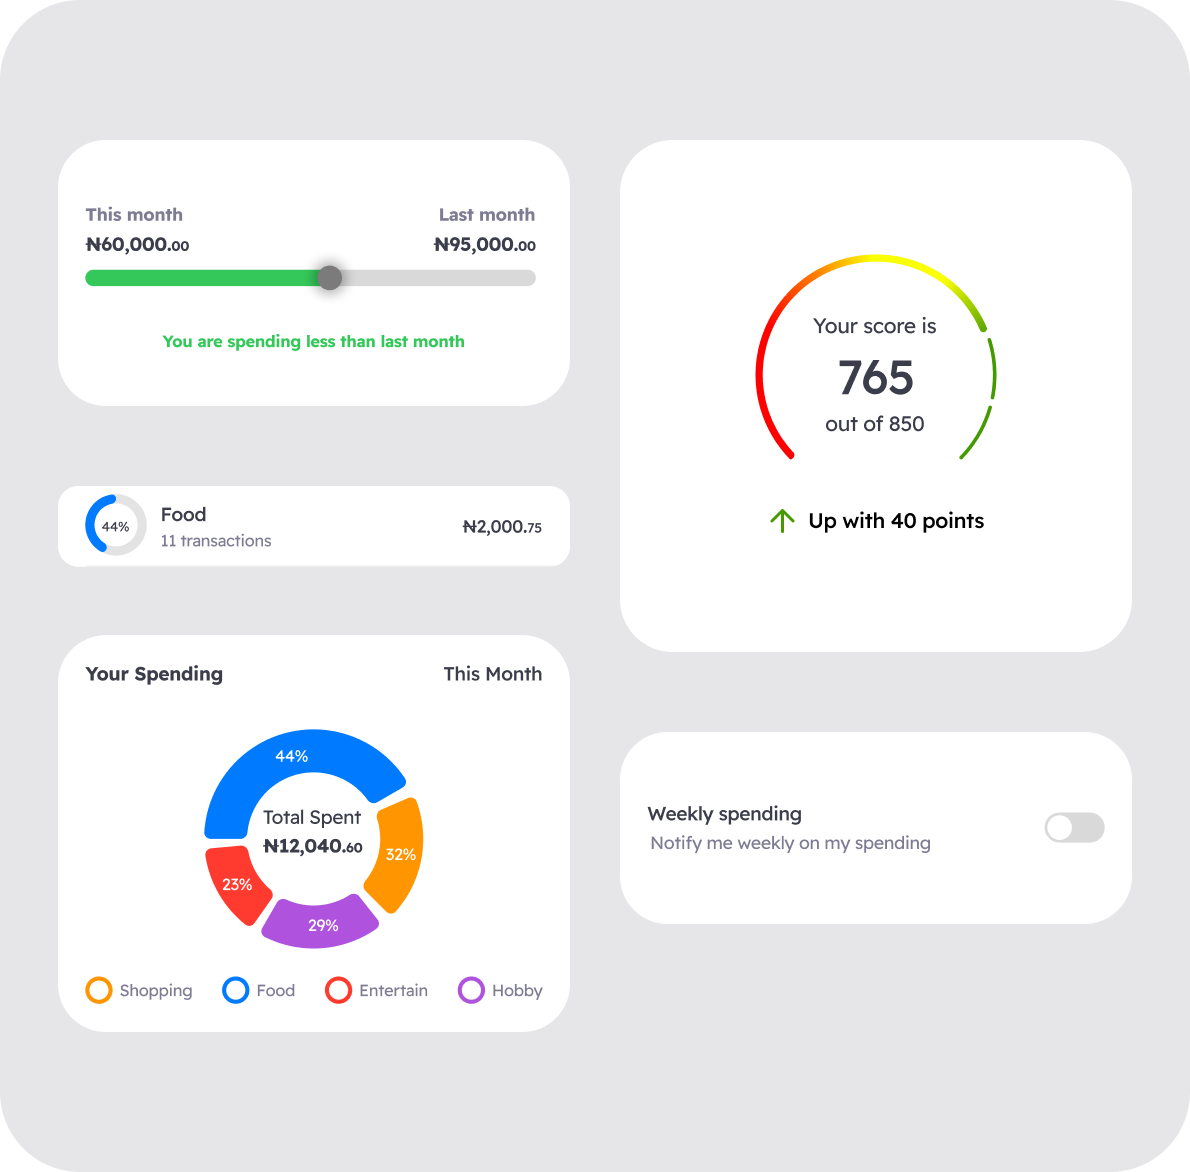 This month
₦60,000.00
Last month
₦95,000.00
You are spending less than last month
44%
Food
11 transactions
₦2,000.75
Your Spending
This Month
44%
Total Spent
₦12,040.60
32%
23%
29%
Shopping
Food
Entertain
Hobby
Your score is
765
out of 850
Up with 40 points
Weekly spending
Notify me weekly on my spending